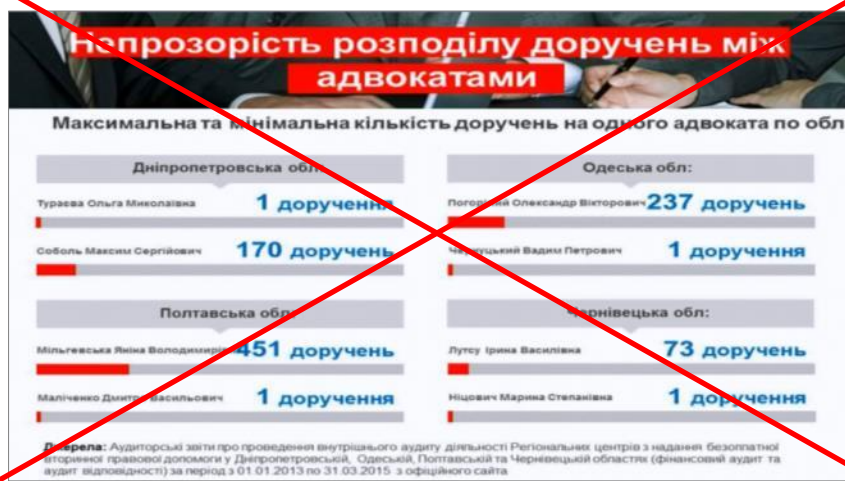 Непрозорість розподілу доручень між
адвокатами
Максимальна та мінімальна кількість доручень на одного адвоката по обл
Дніпропетровська обл:
Тураєва Ольга Миколаївна 1 доручення
Соболь Максим Сергійович 170 доручень
Одеська обл:
Олександр Вікторович 237 доручень
Вадим Петрович 1 доручення
Полтавська обл:
Мільгевська Яніна 451 доручень
Маліченко Дмитро Васильович 1 доручення
Чернівецька обл:
Лутсу Ірина Василівна 73 доручень
Ніцович Марина Степанівна 1 доручення
Джерела: Аудиторські звіти про проведення внутрішнього аудиту діяльності Регіональних центрів з надання безоплатної
вторинної правової допомоги у Дніпропетровській, Одеській, Полтавській та Чернівецькій областях (фінансовий аудит та
аудит відповідності) за період з 01.01.2013 по 31.03.2015 з офіційного сайта